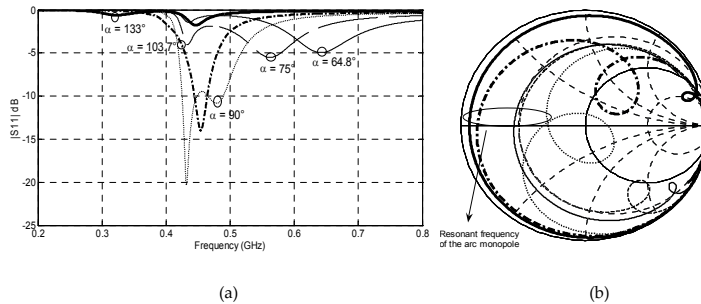 0
-5
-10
-15
-20
-25
|S11| dB
α = 133°
α = 103.7°
α = 75°
α = 64.8°
α = 90°
0.2 0.3 0.4 0.5 0.6 0.7 0.8
Frequency (GHz)
Resonant frequency
of the arc monopole
(a) (b)